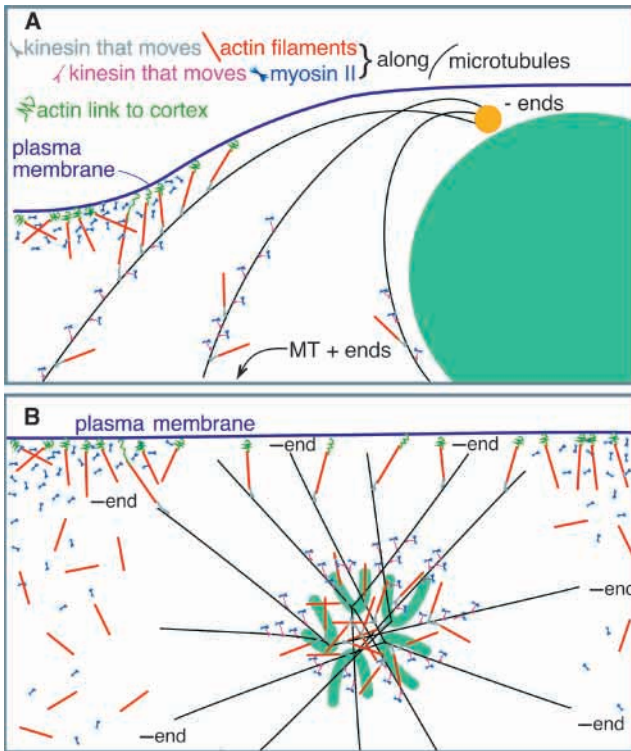 A
kinesin that moves actin filaments
kinesin that moves myosin II } along microtubules
actin link to cortex
- ends
plasma
membrane
MT + ends
B
plasma membrane
–end
–end
–end
–end
–end
–end